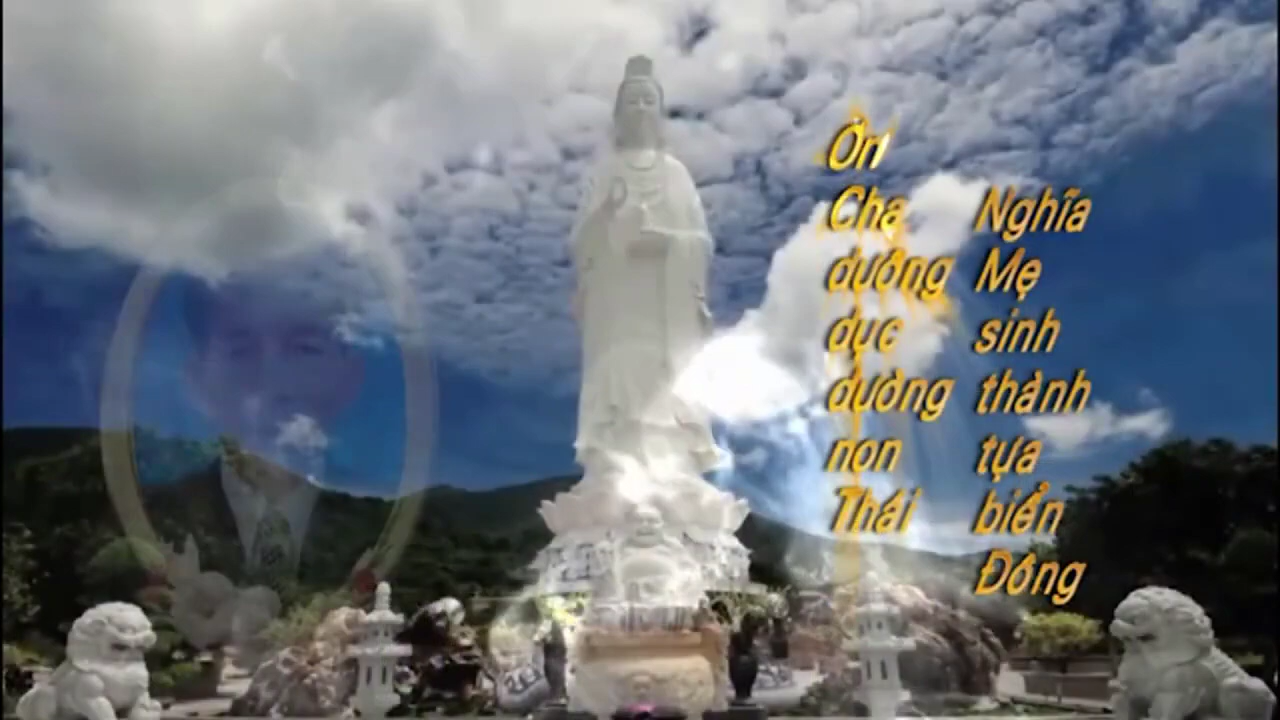 Ơn
Cha
dưỡng
dục
dường
non
Thái
Nghĩa
Mẹ
sinh
thành
tựa
biển
Đông